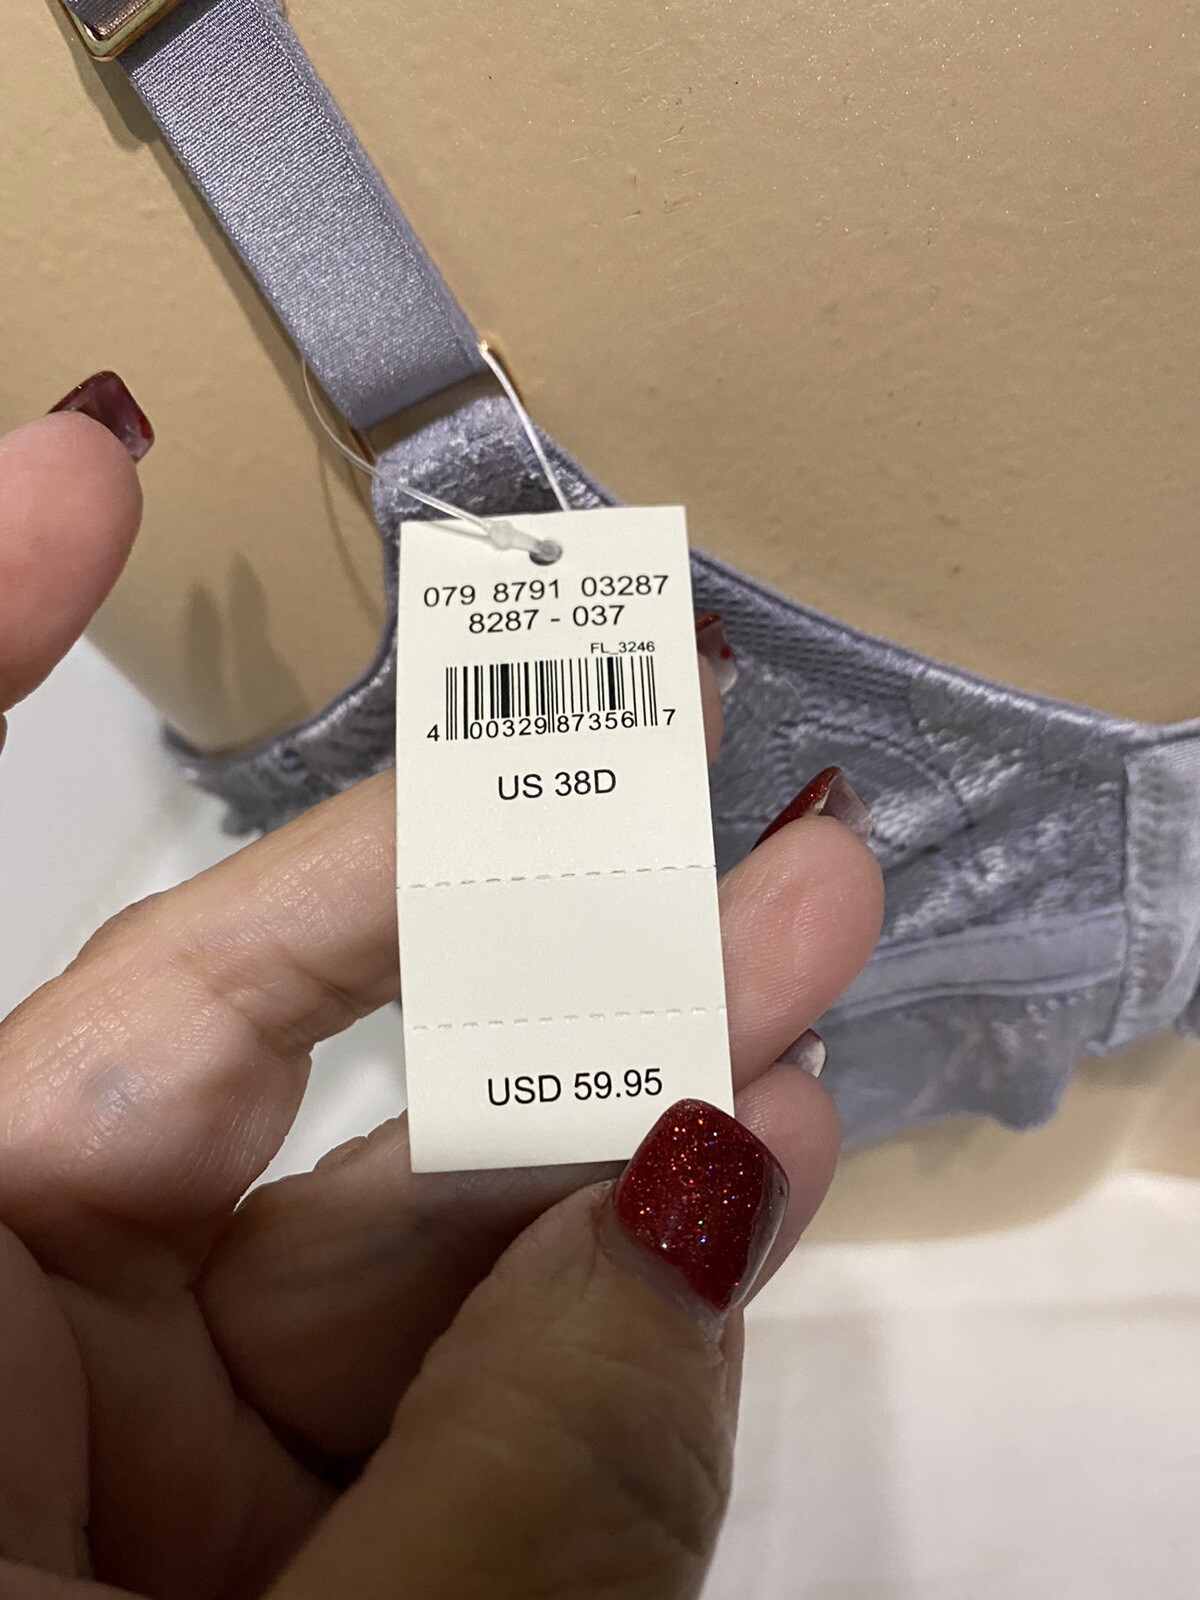 079 8791 03287
8287 - 037
FL_3246
4 00329 87356 7
US 38D
USD 59.95